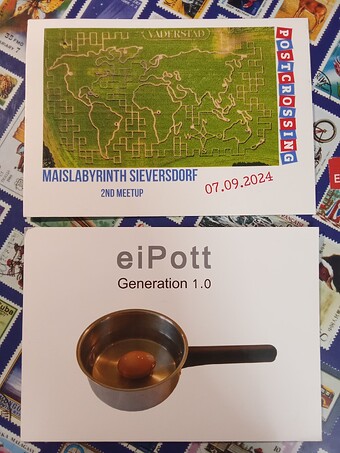 VÄDERSTAD
POSTCROSSING
MAISLABYRINTH SIEVERSDORF
2ND MEETUP
07.09.2024
eiPott
Generation 1.0